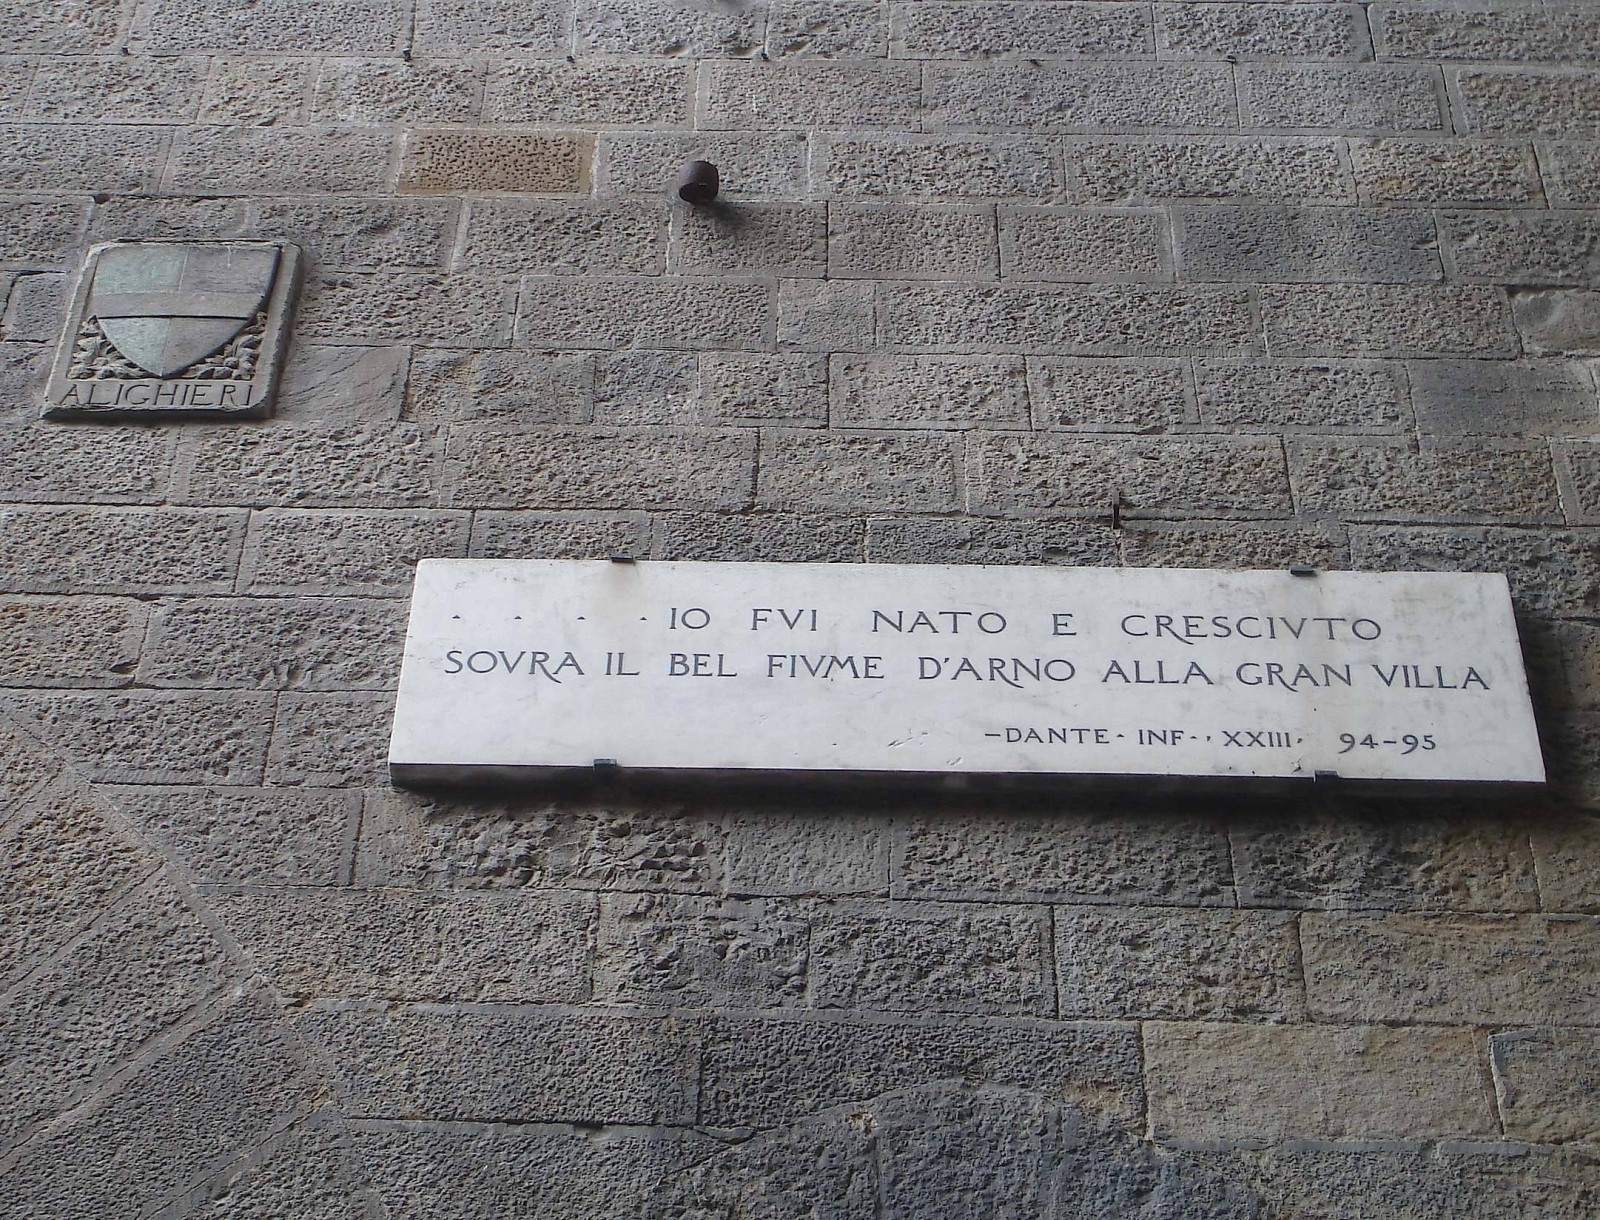 ALIGHIERI
. . . . IO FVI NATO E CRESCIVTO
SOVRA IL BEL FIVME D'ARNO ALLA GRAN VILLA
–DANTE · INF · · XXIII · 94–95